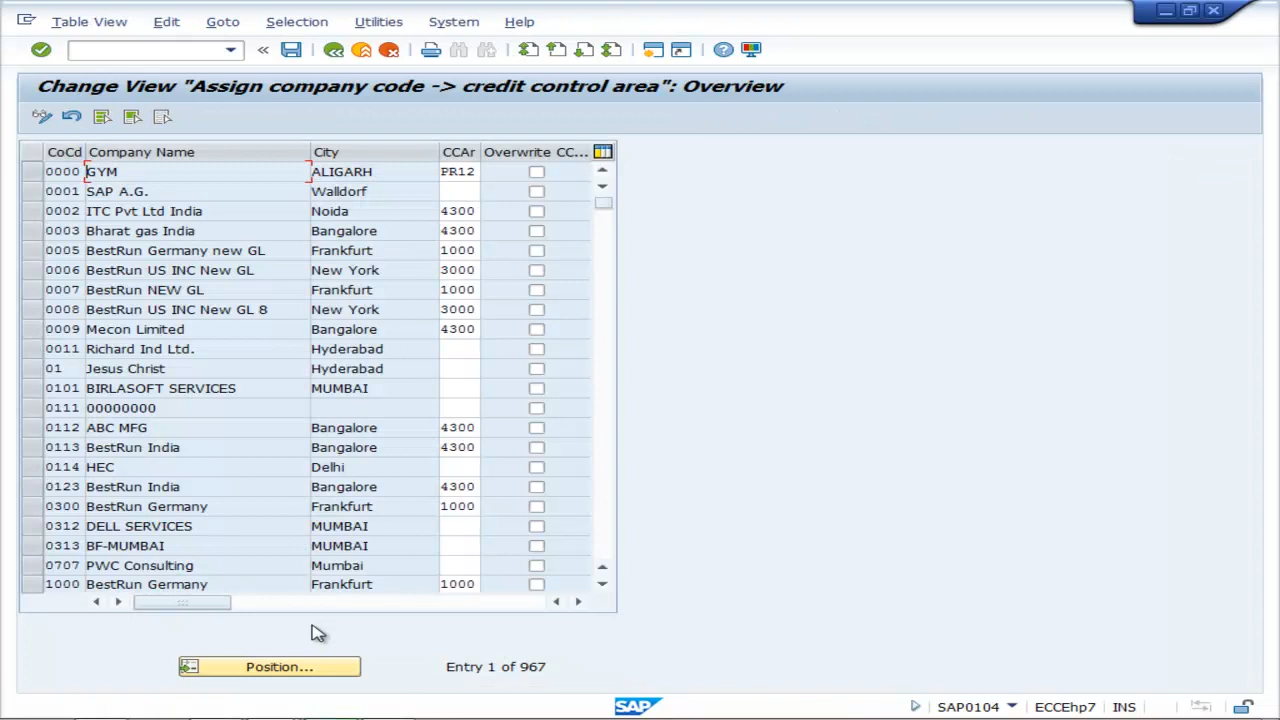 Table View Edit Goto Selection Utilities System Help
Change View "Assign company code -> credit control area": Overview
CoCd Company Name City CCAr Overwrite CC...
0000 GYM ALIGARH PR12
0001 SAP A.G. Walldorf
0002 ITC Pvt Ltd India Noida 4300
0003 Bharat gas India Bangalore 4300
0005 BestRun Germany new GL Frankfurt 1000
0006 BestRun US INC New GL New York 3000
0007 BestRun NEW GL Frankfurt 1000
0008 BestRun US INC New GL 8 New York 3000
0009 Mecon Limited Bangalore 4300
0011 Richard Ind Ltd. Hyderabad
01 Jesus Christ Hyderabad
0101 BIRLASOFT SERVICES MUMBAI
0111 00000000
0112 ABC MFG Bangalore 4300
0113 BestRun India Bangalore 4300
0114 HEC Delhi
0123 BestRun India Bangalore 4300
0300 BestRun Germany Frankfurt 1000
0312 DELL SERVICES MUMBAI
0313 BF-MUMBAI MUMBAI
0707 PWC Consulting Mumbai
1000 BestRun Germany Frankfurt 1000
Position... Entry 1 of 967
SAP SAP0104 ECCEhp7 INS